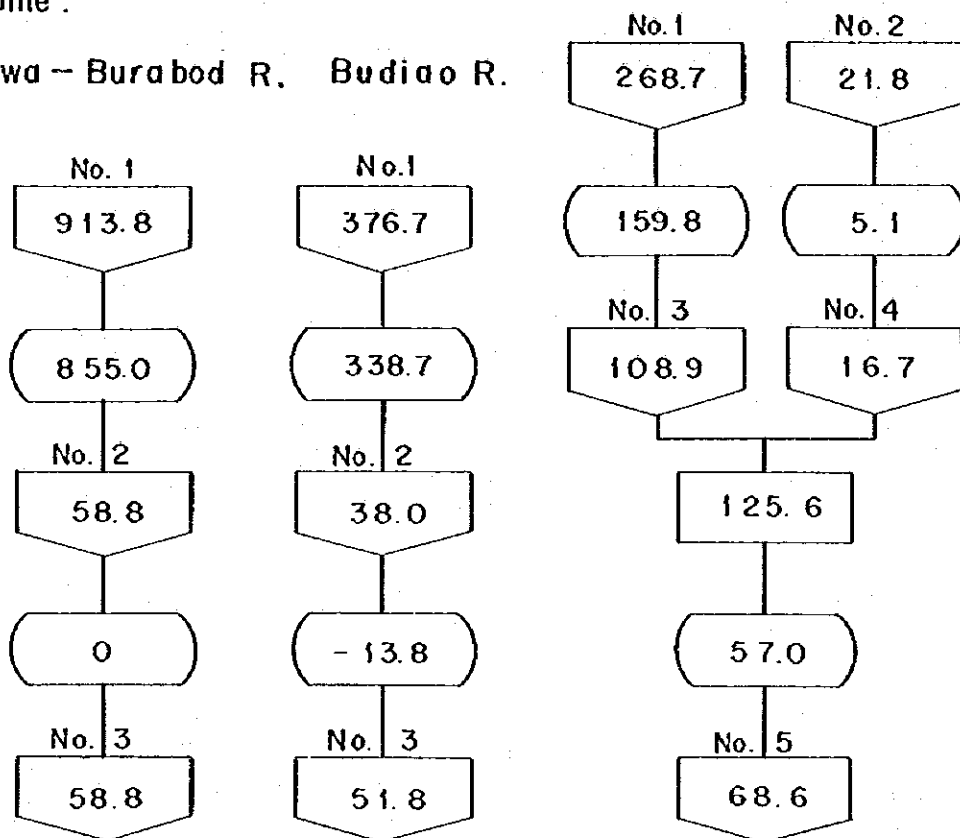 wa - Burabod R. Budiao R.
No. 1 No. 2
268.7 21.8
No. 1 No. 1
913.8 376.7
159.8 5.1
No. 3 No. 4
855.0 338.7 108.9 16.7
No. 2 No. 2
58.8 38.0 125.6
0 -13.8 57.0
No. 3 No. 3 No. 5
58.8 51.8 68.6